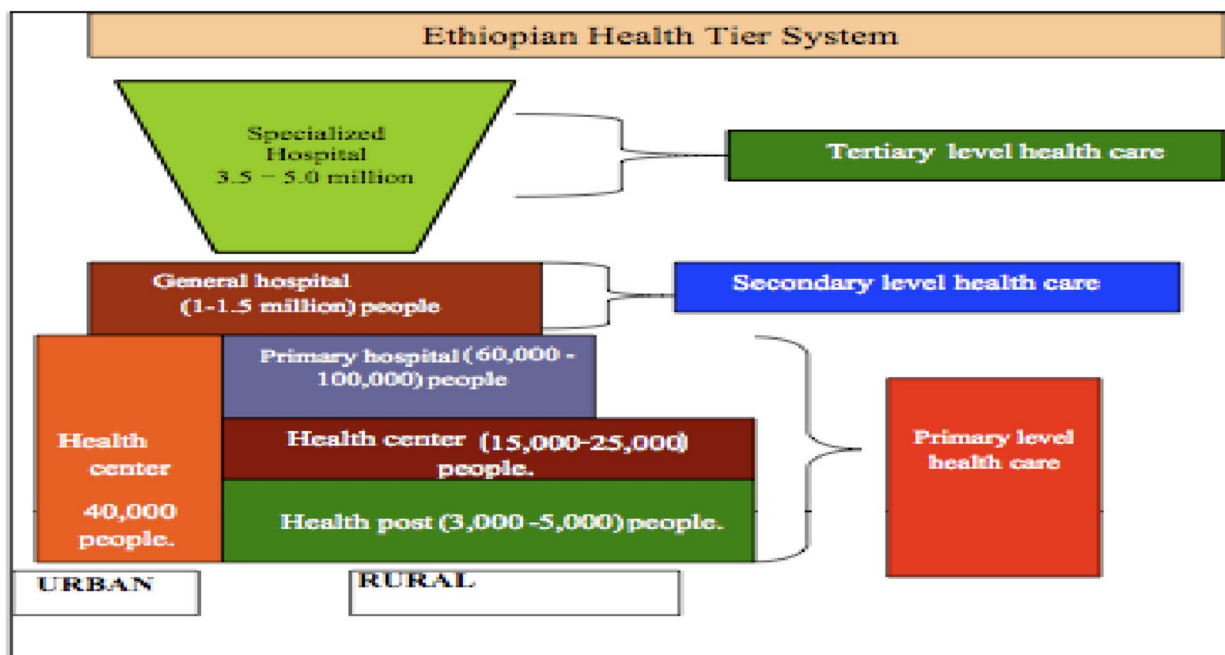 Ethiopian Health Tier System
Specialized
Hospital
3.5 – 5.0 million
Tertiary level health care
General hospital
(1-1.5 million) people
Secondary level health care
Primary hospital (60,000 -
100,000) people
Health
center
40,000
people.
Health center (15,000-25,000)
people.
Health post (3,000 -5,000) people.
Primary level
health care
URBAN
RURAL